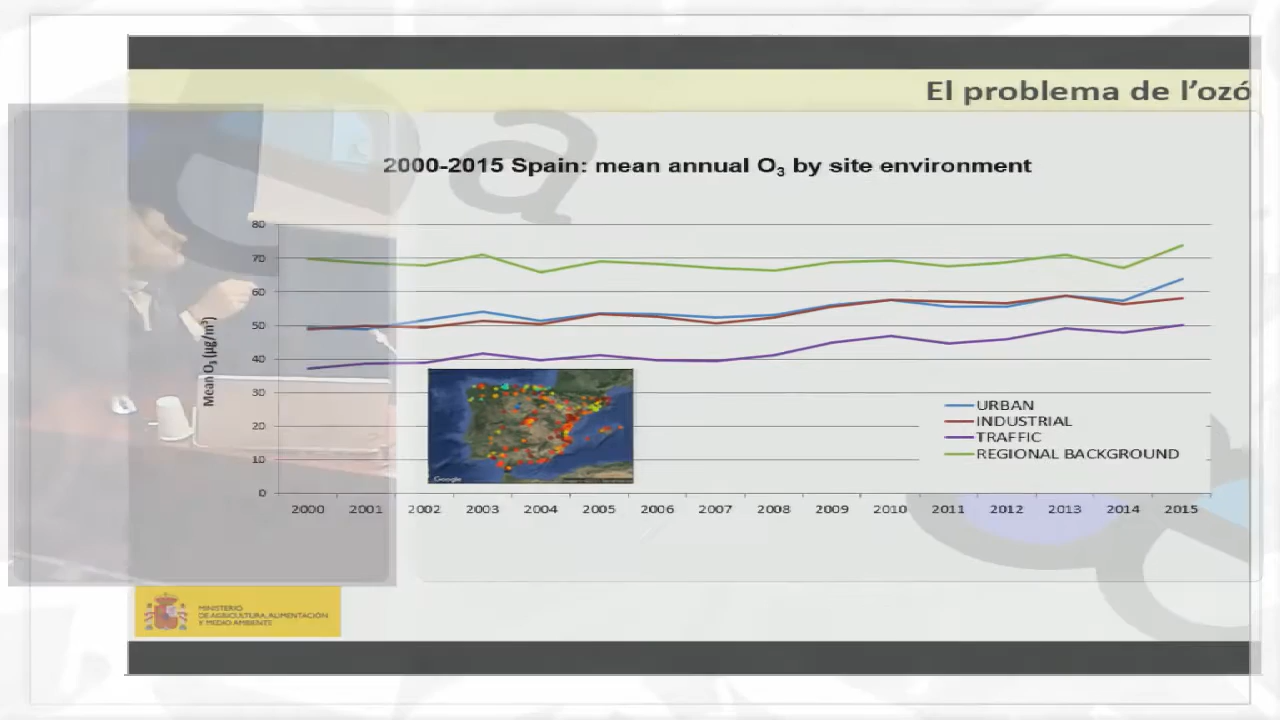 El problema de l'ozó
a
2000-2015 Spain: mean annual O3 by site environment
Mean O3 (µg/m³)
80
70
60
50
40
30
20
10
0
URBAN
INDUSTRIAL
TRAFFIC
REGIONAL BACKGROUND
Google
2000 2001 2002 2003 2004 2005 2006 2007 2008 2009 2010 2011 2012 2013 2014 2015
MINISTERIO
DE AGRICULTURA, ALIMENTACIÓN
Y MEDIO AMBIENTE